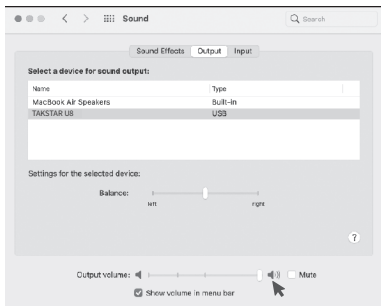 Sound
Search
Sound Effects Output Input
Select a device for sound output:
Name Type
MacBook Air Speakers Built-in
TAKSTAR U8 USB
Settings for the selected device:
Balance:
left right
?
Output volume: Mute
Show volume in menu bar